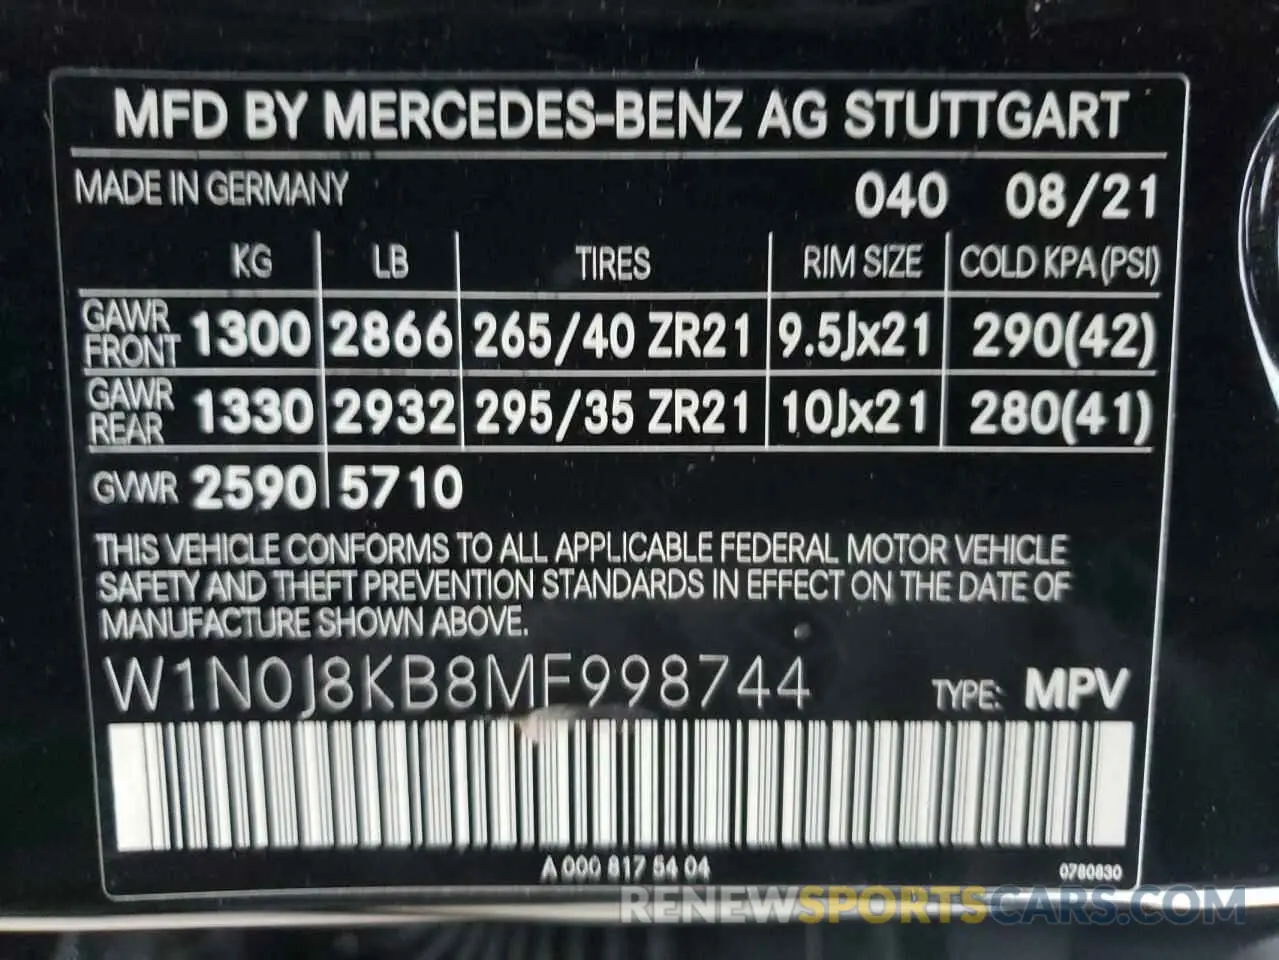 MFD BY MERCEDES-BENZ AG STUTTGART
MADE IN GERMANY 040 08/21
KG LB TIRES RIM SIZE COLD KPA (PSI)
GAWR FRONT 1300 2866 265/40 ZR21 9.5Jx21 290(42)
GAWR REAR 1330 2932 295/35 ZR21 10Jx21 280(41)
GVWR 2590 5710
THIS VEHICLE CONFORMS TO ALL APPLICABLE FEDERAL MOTOR VEHICLE
SAFETY AND THEFT PREVENTION STANDARDS IN EFFECT ON THE DATE OF
MANUFACTURE SHOWN ABOVE.
W1N0J8KB8MF998744 TYPE: MPV
A 000 817 54 04 0780830
RENEWSPORTSCARS.COM